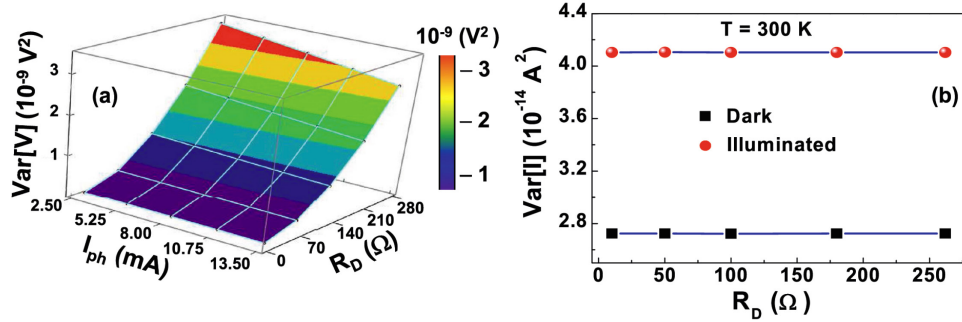 10⁻⁹ (V²)
3
2
1
(a)
Var[V] (10⁻⁹ V²)
3
2
1
2.50
5.25
8.00
10.75
13.50
I_ph (mA)
0
70
140
210
280
R_D (Ω)
T = 300 K
(b)
Dark
Illuminated
Var[I] (10⁻¹⁴ A²)
4.4
4.0
3.6
3.2
2.8
0 50 100 150 200 250
R_D (Ω)